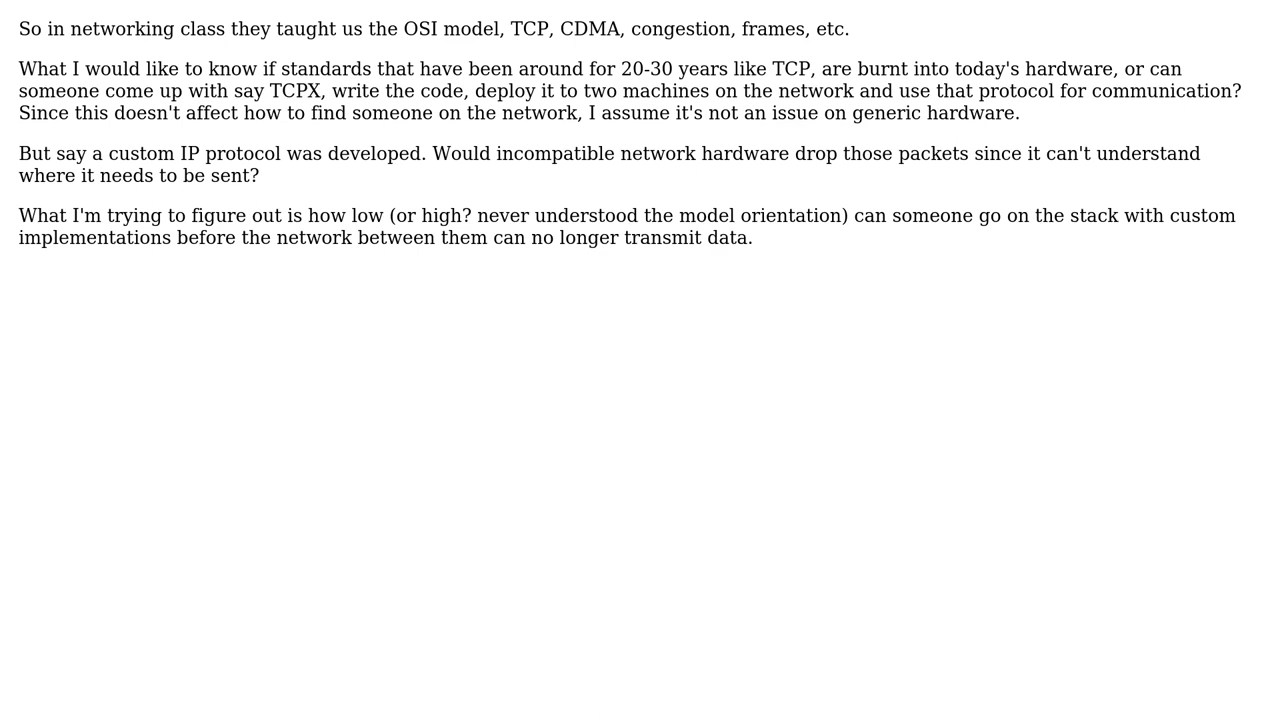 So in networking class they taught us the OSI model, TCP, CDMA, congestion, frames, etc.
What I would like to know if standards that have been around for 20-30 years like TCP, are burnt into today's hardware, or can
someone come up with say TCPX, write the code, deploy it to two machines on the network and use that protocol for communication?
Since this doesn't affect how to find someone on the network, I assume it's not an issue on generic hardware.
But say a custom IP protocol was developed. Would incompatible network hardware drop those packets since it can't understand
where it needs to be sent?
What I'm trying to figure out is how low (or high? never understood the model orientation) can someone go on the stack with custom
implementations before the network between them can no longer transmit data.